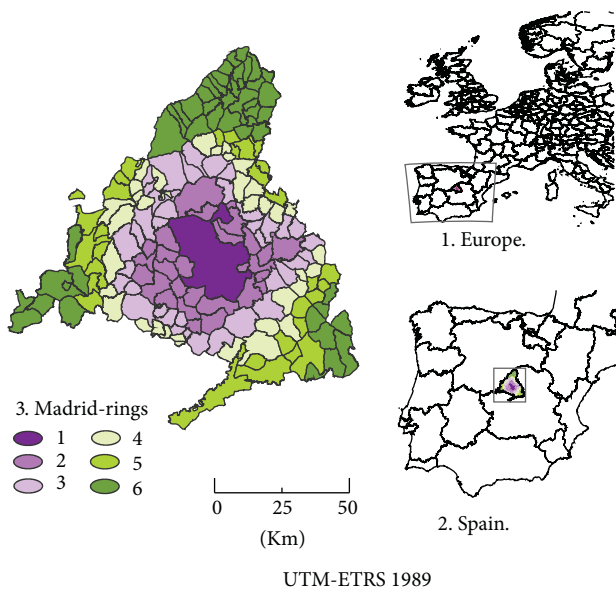 1. Europe.
2. Spain.
3. Madrid-rings
1 4
2 5
3 6
0 25 50
(Km)
UTM-ETRS 1989